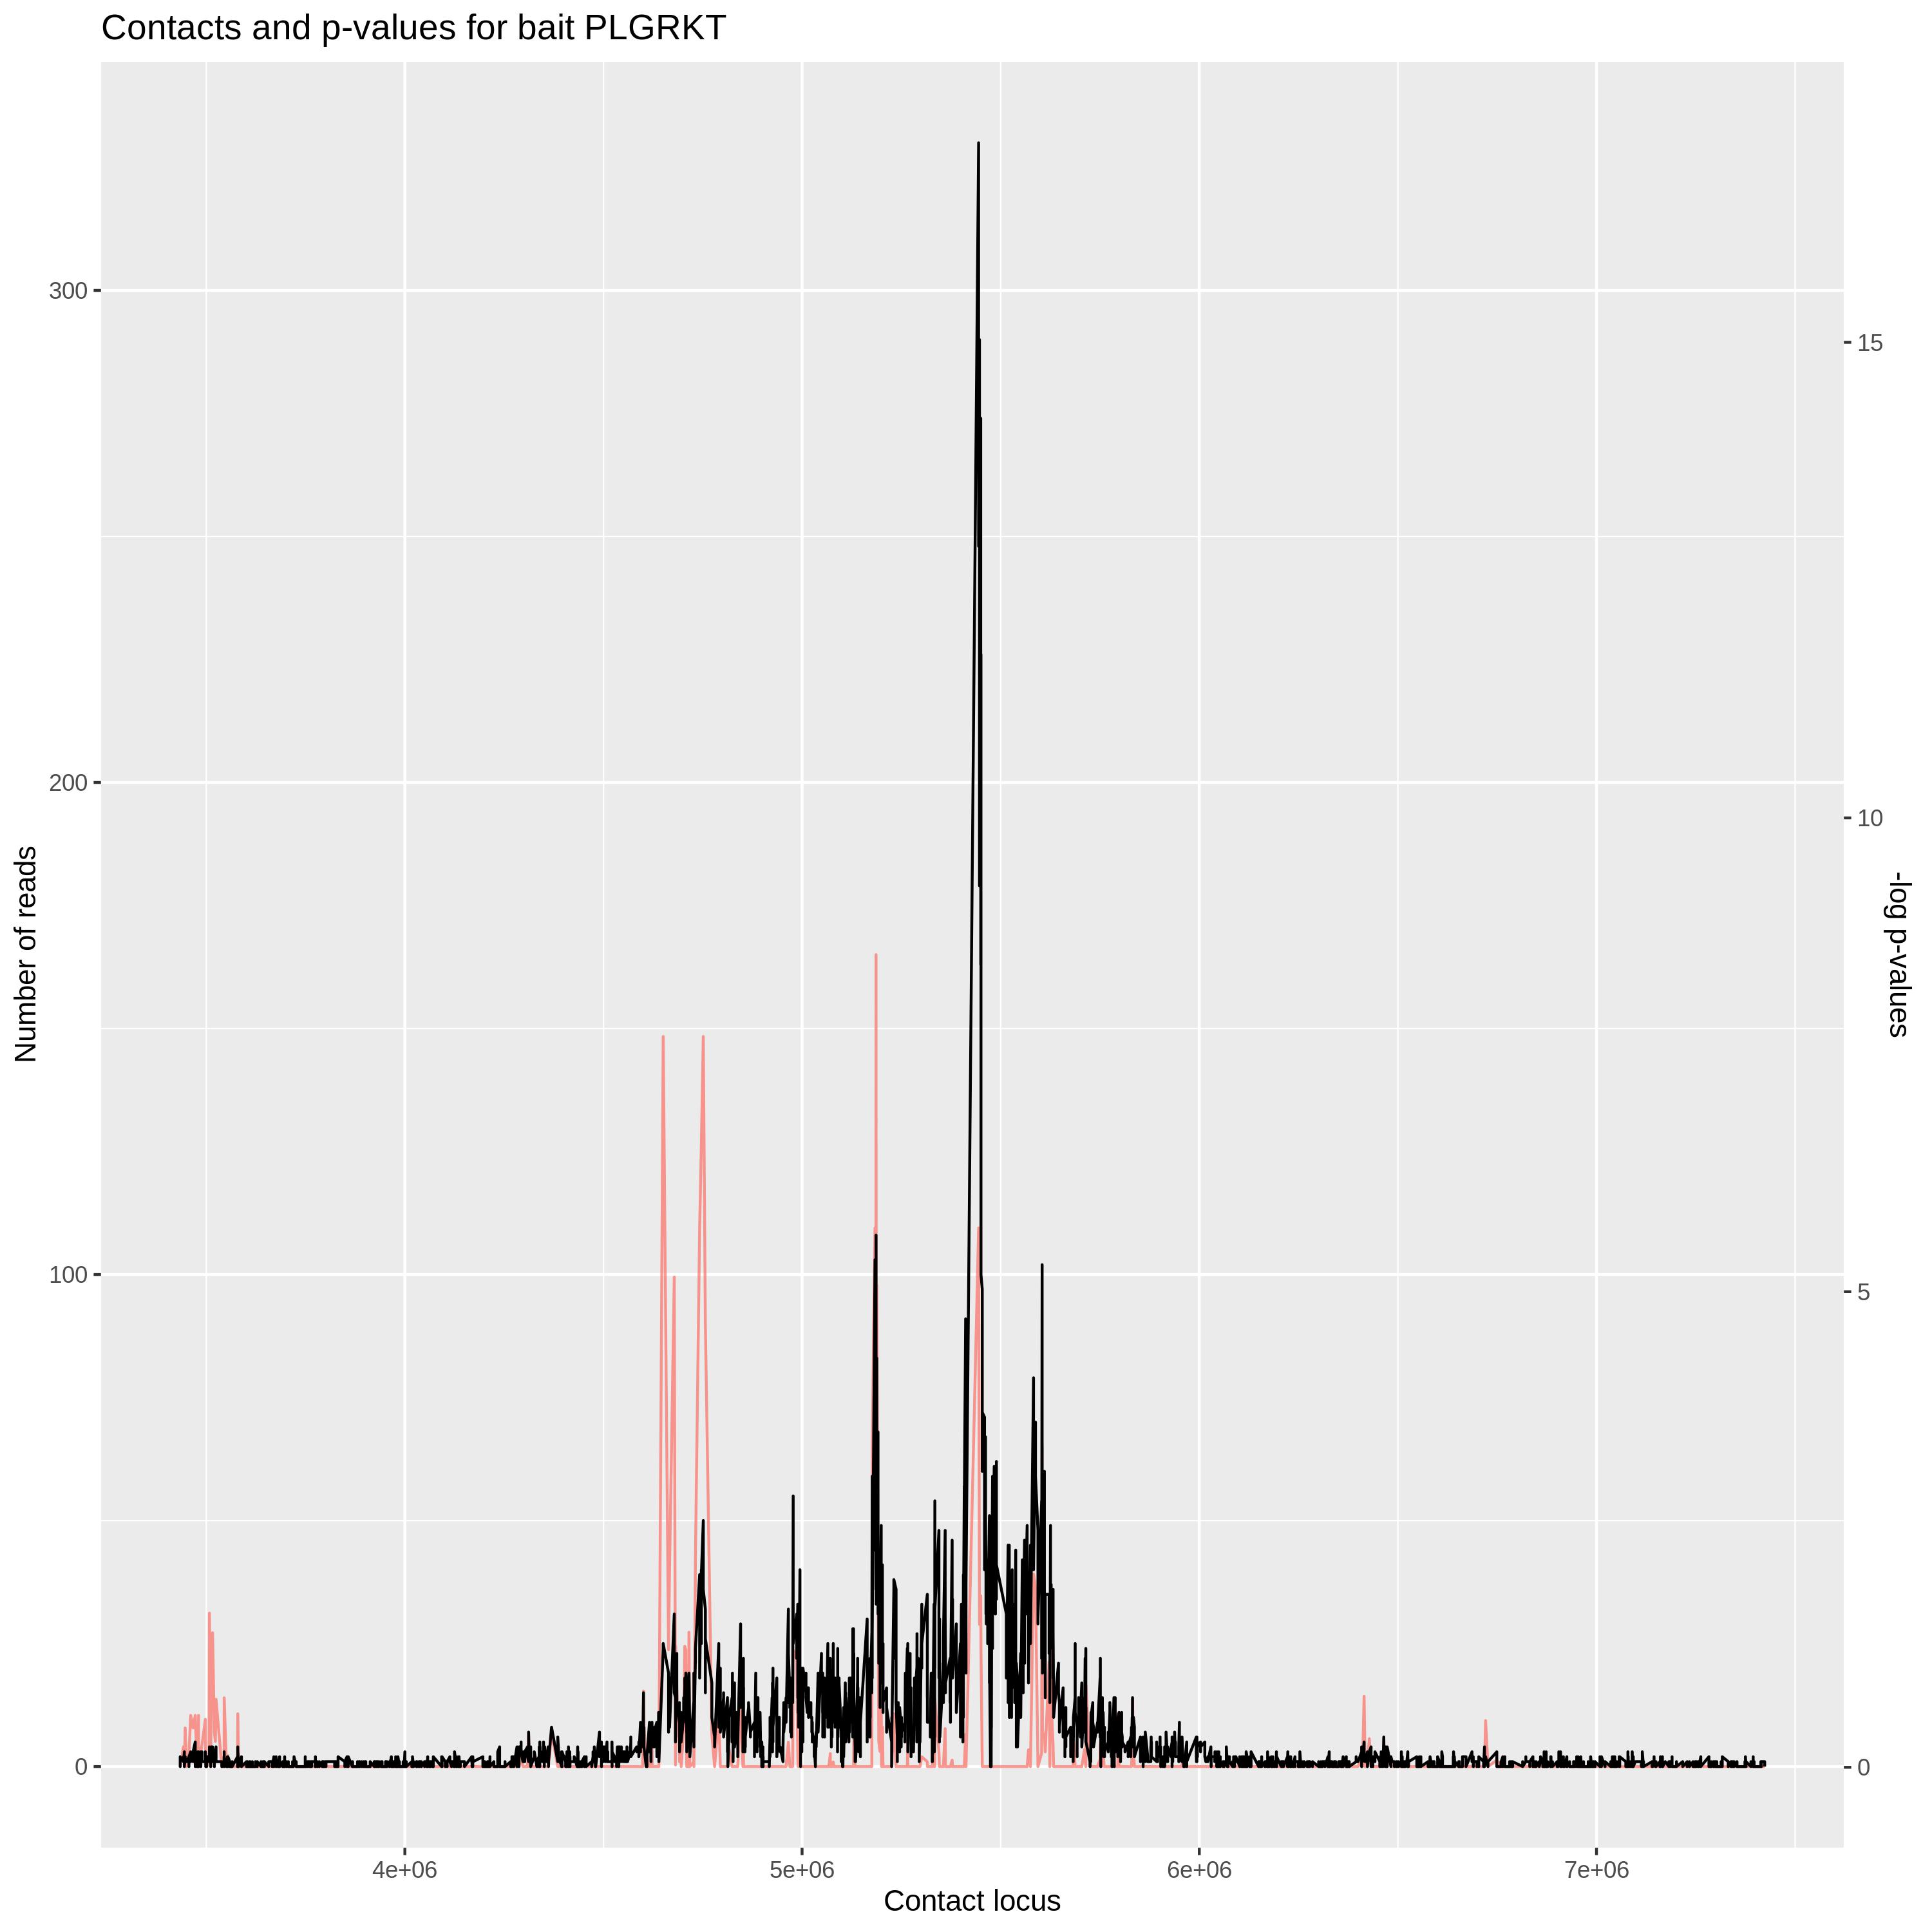 Contacts and p-values for bait PLGRKT
Number of reads
300
200
100
0
15
10
5
0
-log p-values
4e+06
5e+06
6e+06
7e+06
Contact locus